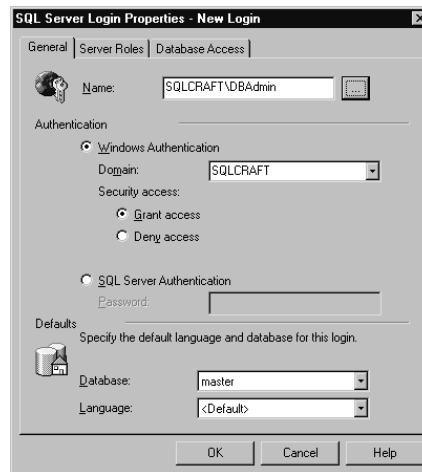 SQL Server Login Properties - New Login
General Server Roles Database Access
Name: SQLCRAFT\DBAdmin ...
Authentication
Windows Authentication
Domain: SQLCRAFT
Security access:
Grant access
Deny access
SQL Server Authentication
Password:
Defaults
Specify the default language and database for this login.
Database: master
Language: <Default>
OK Cancel Help